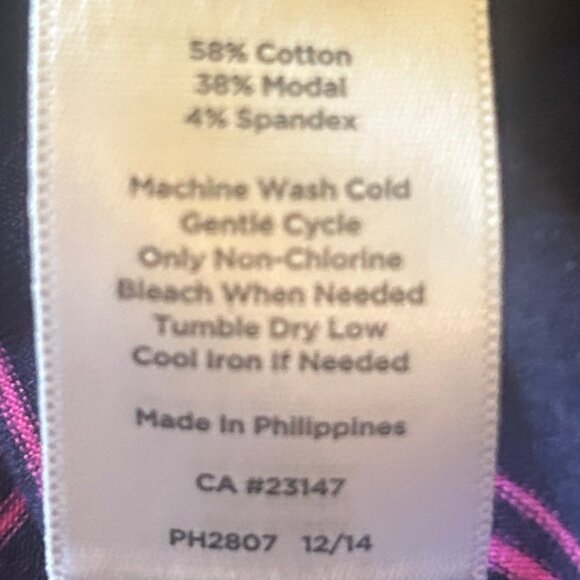 58% Cotton
38% Modal
4% Spandex
Machine Wash Cold
Gentle Cycle
Only Non-Chlorine
Bleach When Needed
Tumble Dry Low
Cool Iron If Needed
Made In Philippines
CA #23147
PH2807 12/14